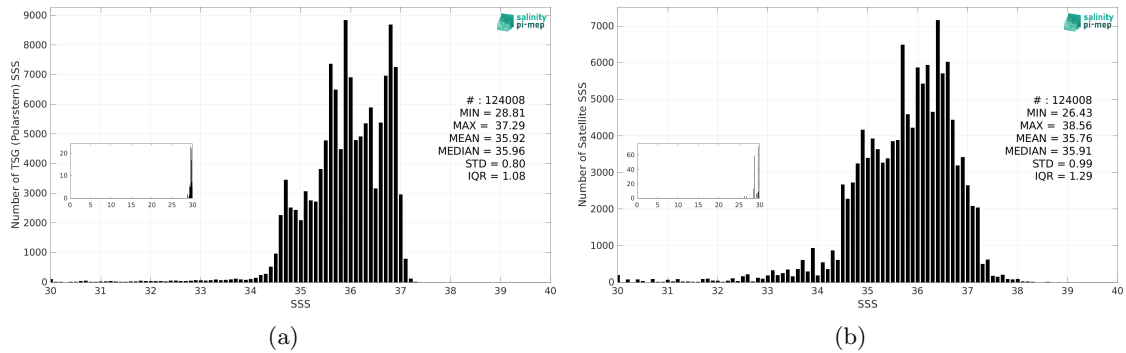 9000
8000
7000
6000
5000
4000
3000
2000
1000
0
Number of TSG (Polarstern) SSS
salinity
pi-mep
# : 124008
MIN = 28.81
MAX = 37.29
MEAN = 35.92
MEDIAN = 35.96
STD = 0.80
IQR = 1.08
20
10
0
0 5 10 15 20 25 30
30 31 32 33 34 35 36 37 38 39 40
SSS
(a)
7000
6000
5000
4000
3000
2000
1000
0
Number of Satellite SSS
salinity
pi-mep
# : 124008
MIN = 26.43
MAX = 38.56
MEAN = 35.76
MEDIAN = 35.91
STD = 0.99
IQR = 1.29
60
40
20
0
0 5 10 15 20 25 30
30 31 32 33 34 35 36 37 38 39 40
SSS
(b)